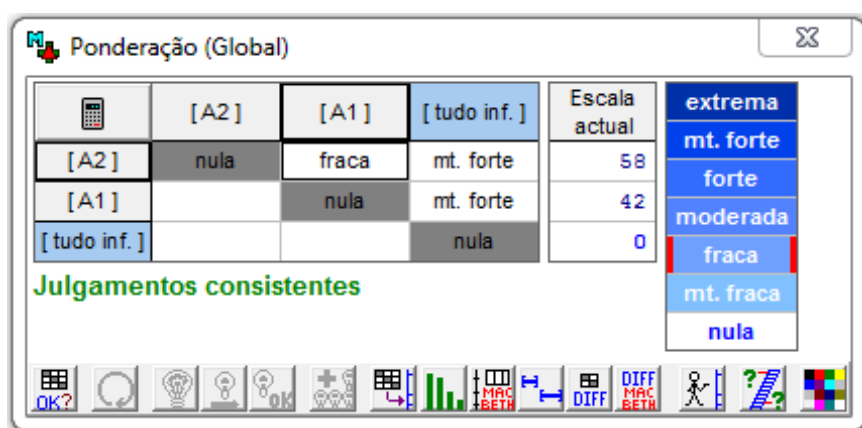 Ponderação (Global)
[ A2 ] [ A1 ] [ tudo inf. ] Escala actual
[ A2 ] nula fraca mt. forte 58
[ A1 ] nula mt. forte 42
[ tudo inf. ] nula 0
extrema
mt. forte
forte
moderada
fraca
mt. fraca
nula
Julgamentos consistentes
OK? OK MAC BETH DIFF DIFF MAC BETH ? ?